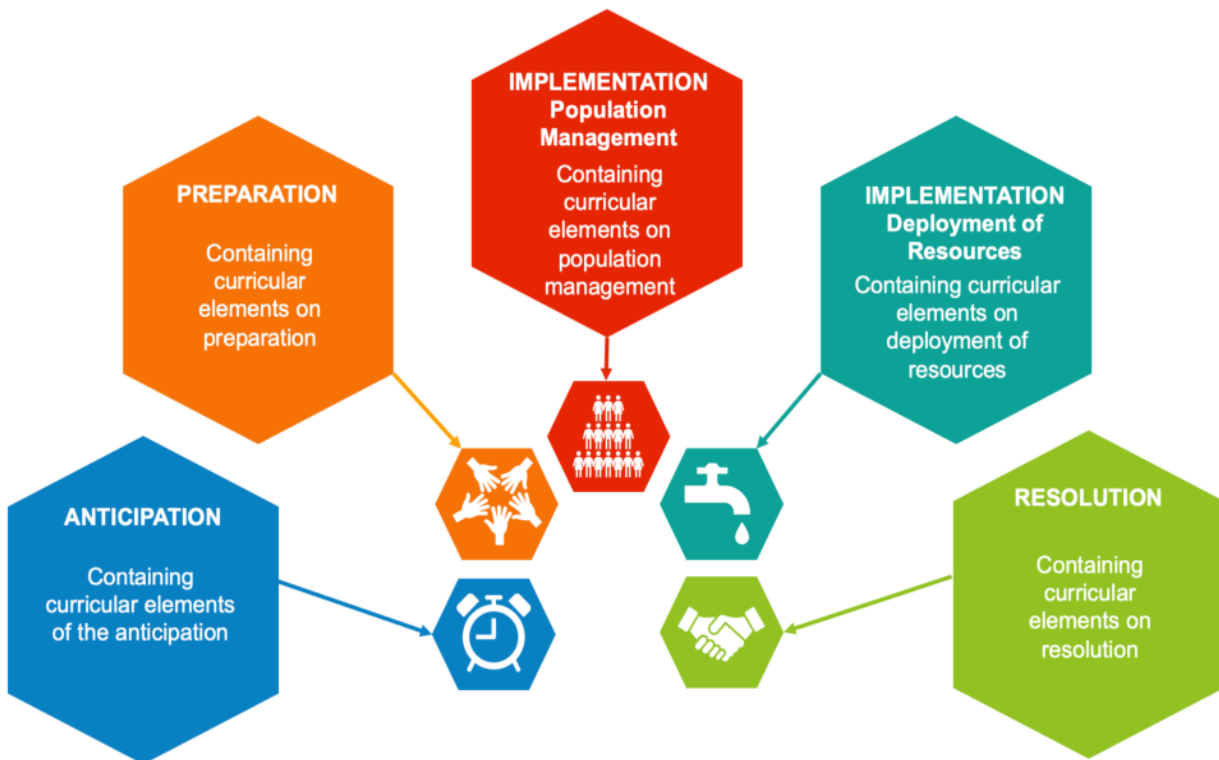 ANTICIPATION
Containing
curricular elements
of the anticipation
PREPARATION
Containing
curricular
elements on
preparation
IMPLEMENTATION
Population
Management
Containing
curricular
elements on
population
management
IMPLEMENTATION
Deployment of
Resources
Containing curricular
elements on
deployment of
resources
RESOLUTION
Containing
curricular
elements on
resolution